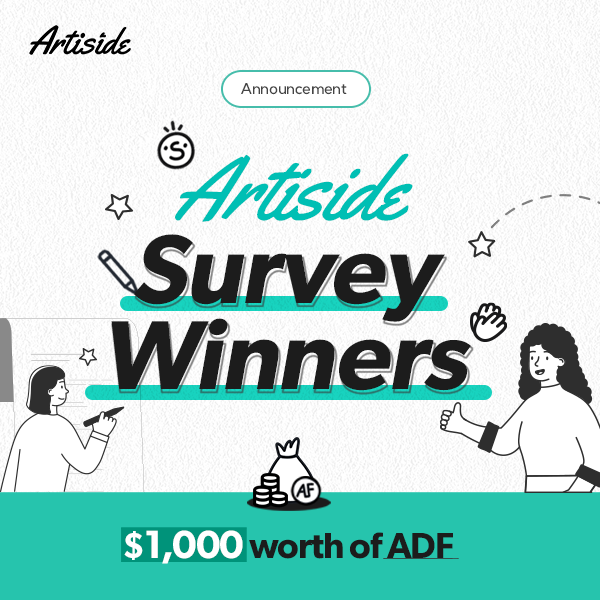 Artiside
Announcement
Artiside
Survey
Winners
AF
$1,000 worth of ADF